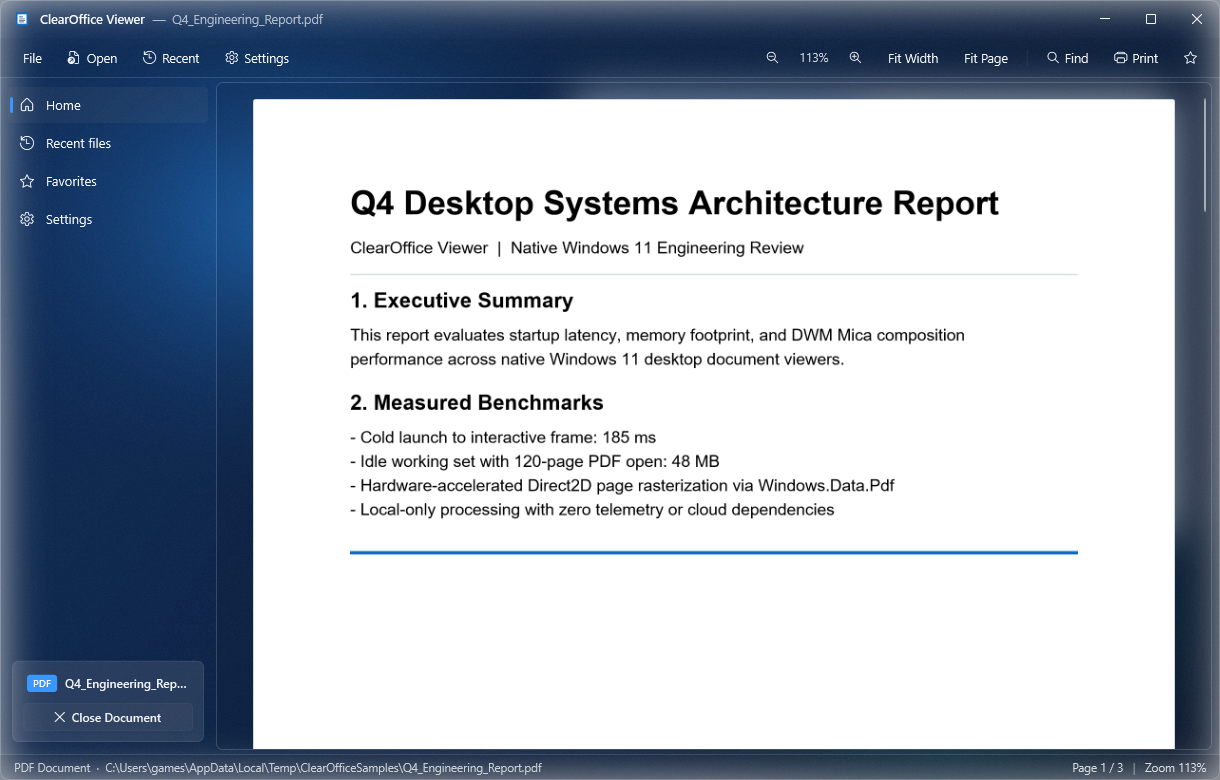 ClearOffice Viewer — Q4_Engineering_Report.pdf
File Open Recent Settings 113% Fit Width Fit Page Find Print
Home
Recent files
Favorites
Settings
Q4 Desktop Systems Architecture Report
ClearOffice Viewer | Native Windows 11 Engineering Review
1. Executive Summary
This report evaluates startup latency, memory footprint, and DWM Mica composition
performance across native Windows 11 desktop document viewers.
2. Measured Benchmarks
- Cold launch to interactive frame: 185 ms
- Idle working set with 120-page PDF open: 48 MB
- Hardware-accelerated Direct2D page rasterization via Windows.Data.Pdf
- Local-only processing with zero telemetry or cloud dependencies
PDF Q4_Engineering_Rep...
Close Document
PDF Document · C:\Users\games\AppData\Local\Temp\ClearOfficeSamples\Q4_Engineering_Report.pdf Page 1 / 3 | Zoom 113%